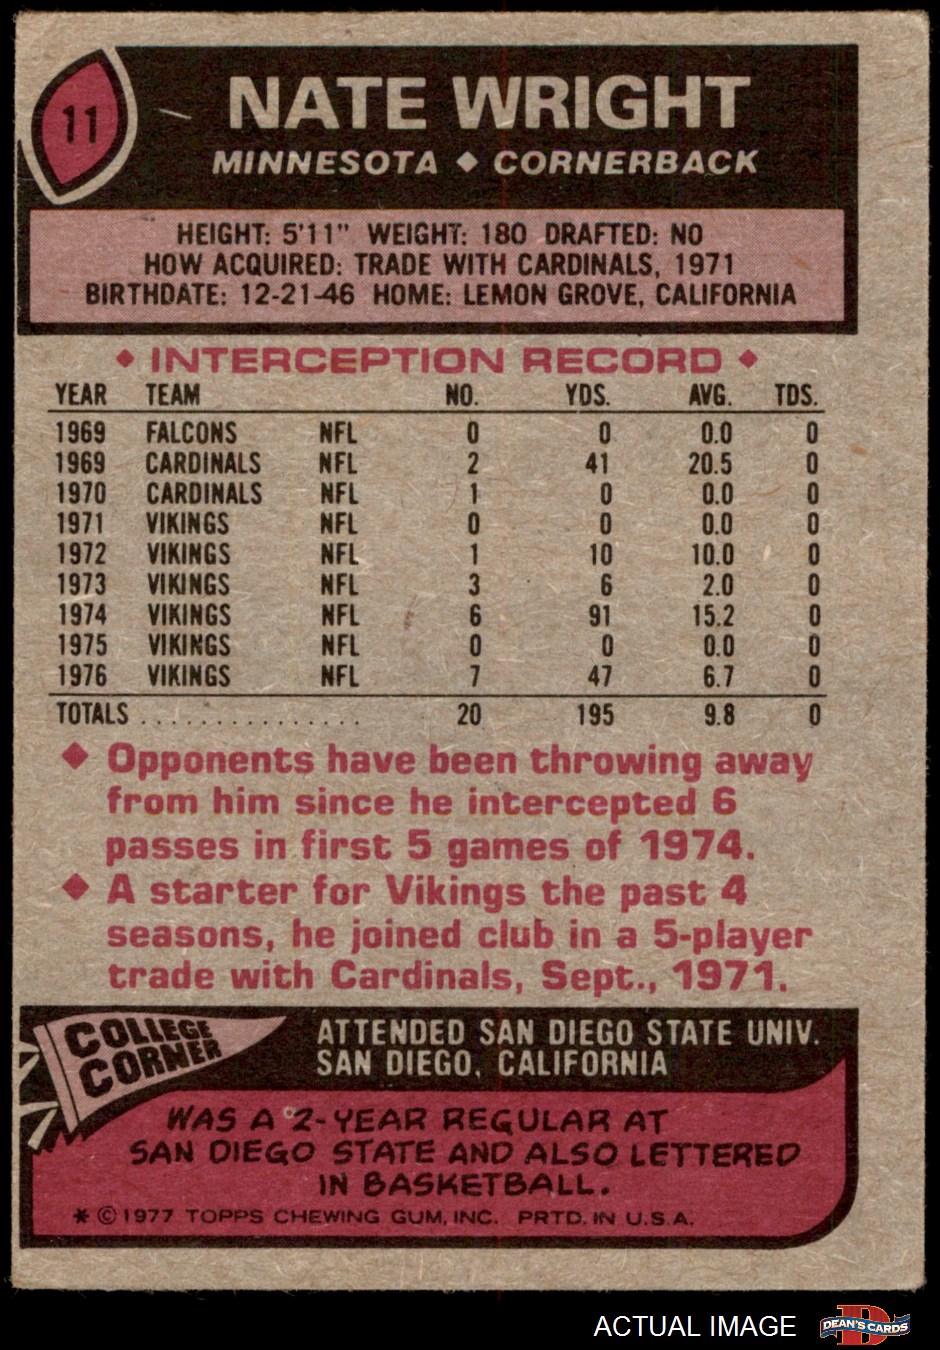 11
NATE WRIGHT
MINNESOTA ◆ CORNERBACK
HEIGHT: 5'11" WEIGHT: 180 DRAFTED: NO
HOW ACQUIRED: TRADE WITH CARDINALS, 1971
BIRTHDATE: 12-21-46 HOME: LEMON GROVE, CALIFORNIA
◆ INTERCEPTION RECORD ◆
YEAR TEAM NO. YDS. AVG. TDS.
1969 FALCONS NFL 0 0 0.0 0
1969 CARDINALS NFL 2 41 20.5 0
1970 CARDINALS NFL 1 0 0.0 0
1971 VIKINGS NFL 0 0 0.0 0
1972 VIKINGS NFL 1 10 10.0 0
1973 VIKINGS NFL 3 6 2.0 0
1974 VIKINGS NFL 6 91 15.2 0
1975 VIKINGS NFL 0 0 0.0 0
1976 VIKINGS NFL 7 47 6.7 0
TOTALS . . . . . . . . . . . . . . . . 20 195 9.8 0
◆ Opponents have been throwing away
from him since he intercepted 6
passes in first 5 games of 1974.
◆ A starter for Vikings the past 4
seasons, he joined club in a 5-player
trade with Cardinals, Sept., 1971.
COLLEGE
CORNER
ATTENDED SAN DIEGO STATE UNIV.
SAN DIEGO, CALIFORNIA
WAS A 2-YEAR REGULAR AT
SAN DIEGO STATE AND ALSO LETTERED
IN BASKETBALL.
* © 1977 TOPPS CHEWING GUM, INC. PRTD. IN U.S.A.
ACTUAL IMAGE
D
DEAN'S CARDS